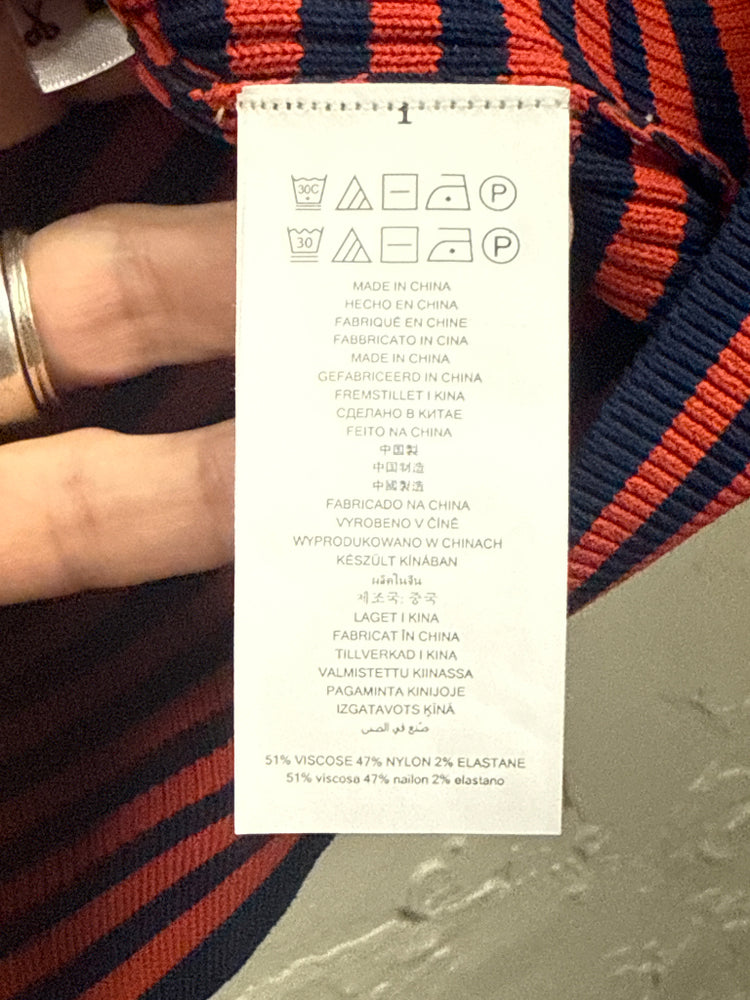 1
30C P
30 P
MADE IN CHINA
HECHO EN CHINA
FABRIQUÉ EN CHINE
FABBRICATO IN CINA
MADE IN CHINA
GEFABRICEERD IN CHINA
FREMSTILLET I KINA
СДЕЛАНО В КИТАЕ
FEITO NA CHINA
中国製
中国制造
中國製造
FABRICADO NA CHINA
VYROBENO V ČÍNĚ
WYPRODUKOWANO W CHINACH
KÉSZÜLT KÍNÁBAN
ผลิตในจีน
제조국: 중국
LAGET I KINA
FABRICAT ÎN CHINA
TILLVERKAD I KINA
VALMISTETTU KIINASSA
PAGAMINTA KINIJOJE
IZGATAVOTS ĶĪNĀ
صنع في الصين
51% VISCOSE 47% NYLON 2% ELASTANE
51% viscosa 47% nailon 2% elastano